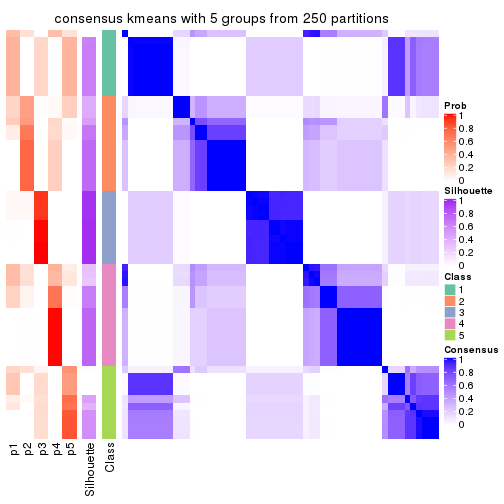 consensus kmeans with 5 groups from 250 partitions
Prob
1
0.8
0.6
0.4
0.2
0
Silhouette
1
0.8
0.6
0.4
0.2
0
Class
1
2
3
4
5
Consensus
1
0.8
0.6
0.4
0.2
0
p1
p2
p3
p4
p5
Silhouette
Class